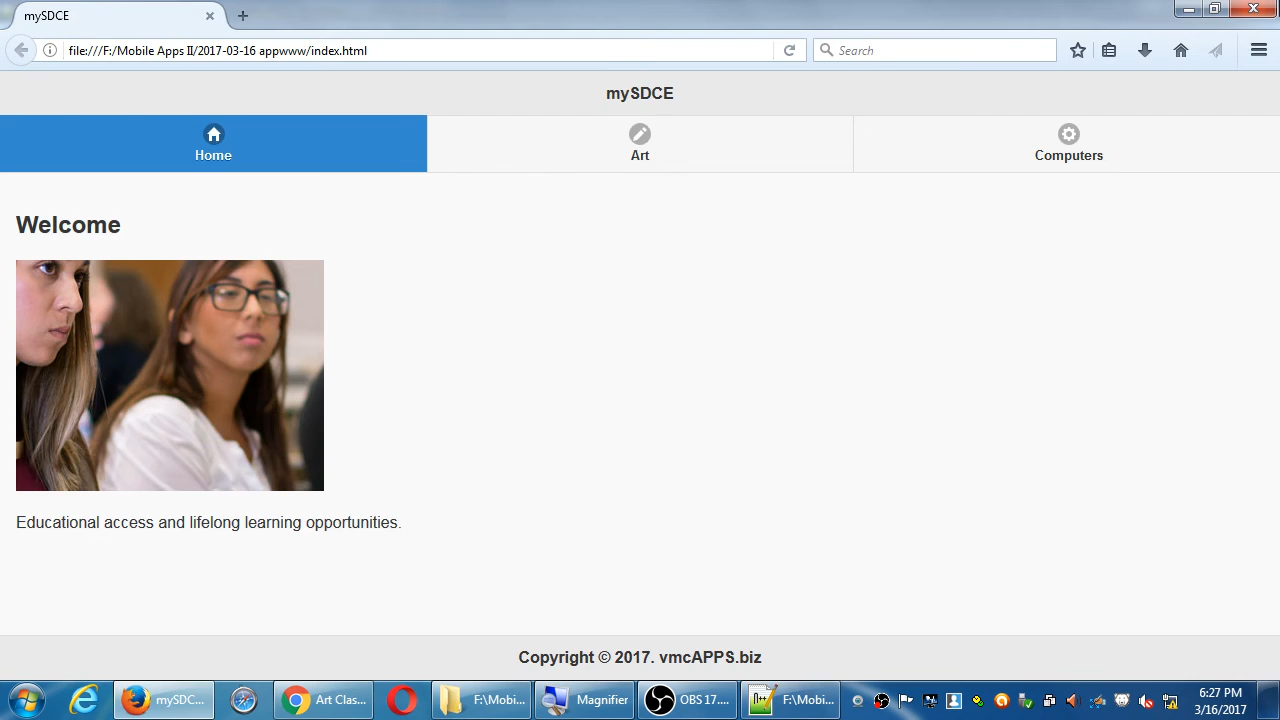 mySDCE
file:///F:/Mobile Apps II/2017-03-16 appwww/index.html
Search
mySDCE
Home
Art
Computers
Welcome
Educational access and lifelong learning opportunities.
Copyright © 2017. vmcAPPS.biz
mySDC...
Art Clas...
F:\Mobi...
Magnifier
OBS 17....
F:\Mobi...
6:27 PM
3/16/2017